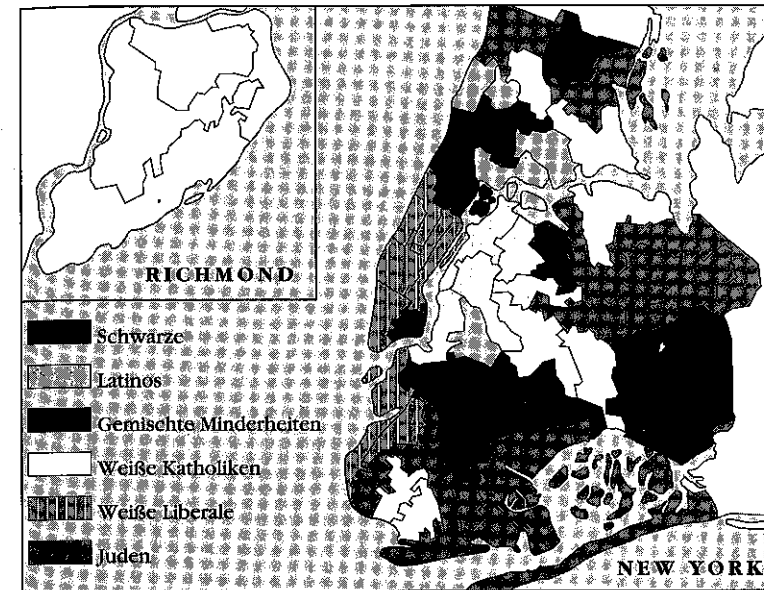 RICHMOND
Schwarze
Latinos
Gemischte Minderheiten
Weiße Katholiken
Weiße Liberale
Juden
NEW YORK